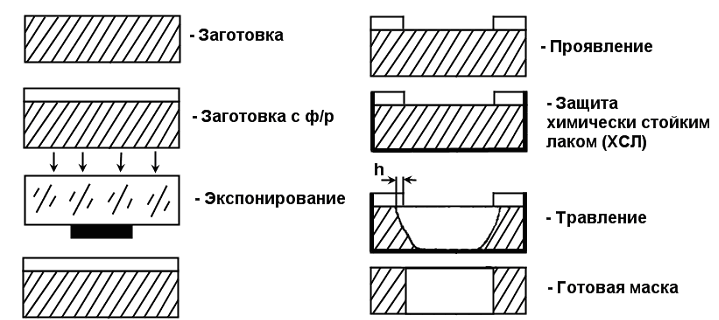 - Заготовка
- Заготовка с ф/р
- Экспонирование
- Проявление
- Защита
химически стойким
лаком (ХСЛ)
h
- Травление
- Готовая маска